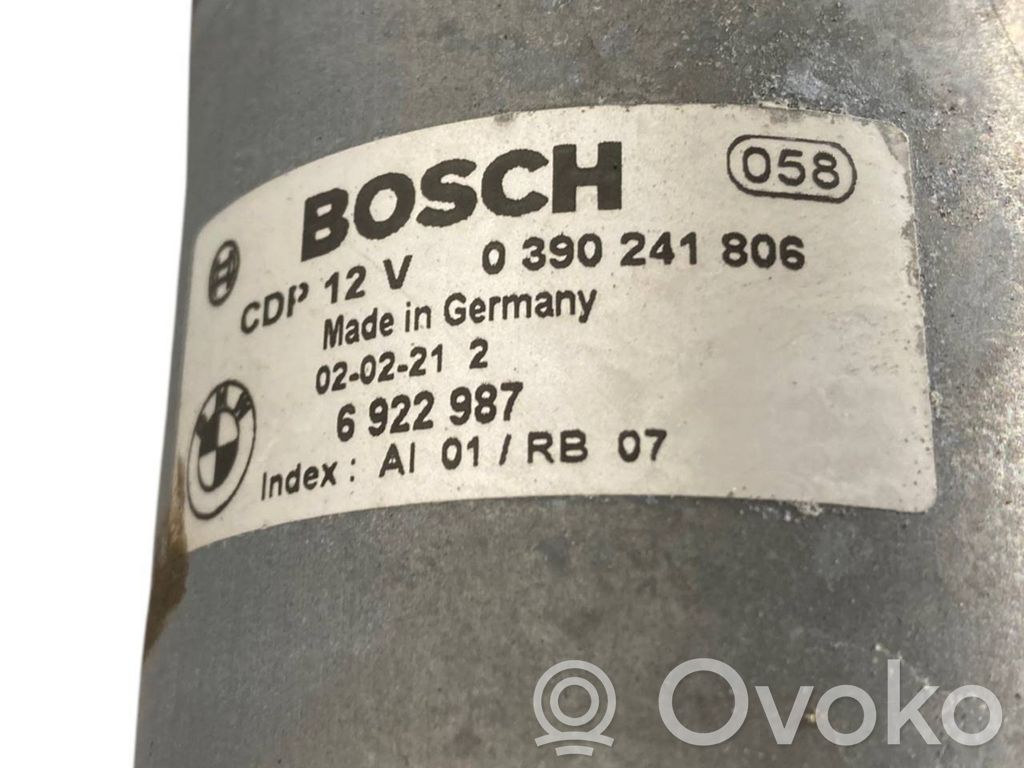 BOSCH 058
CDP 12 V 0 390 241 806
Made in Germany
02-02-21 2
6 922 987
Index : AI 01 / RB 07
Ovoko